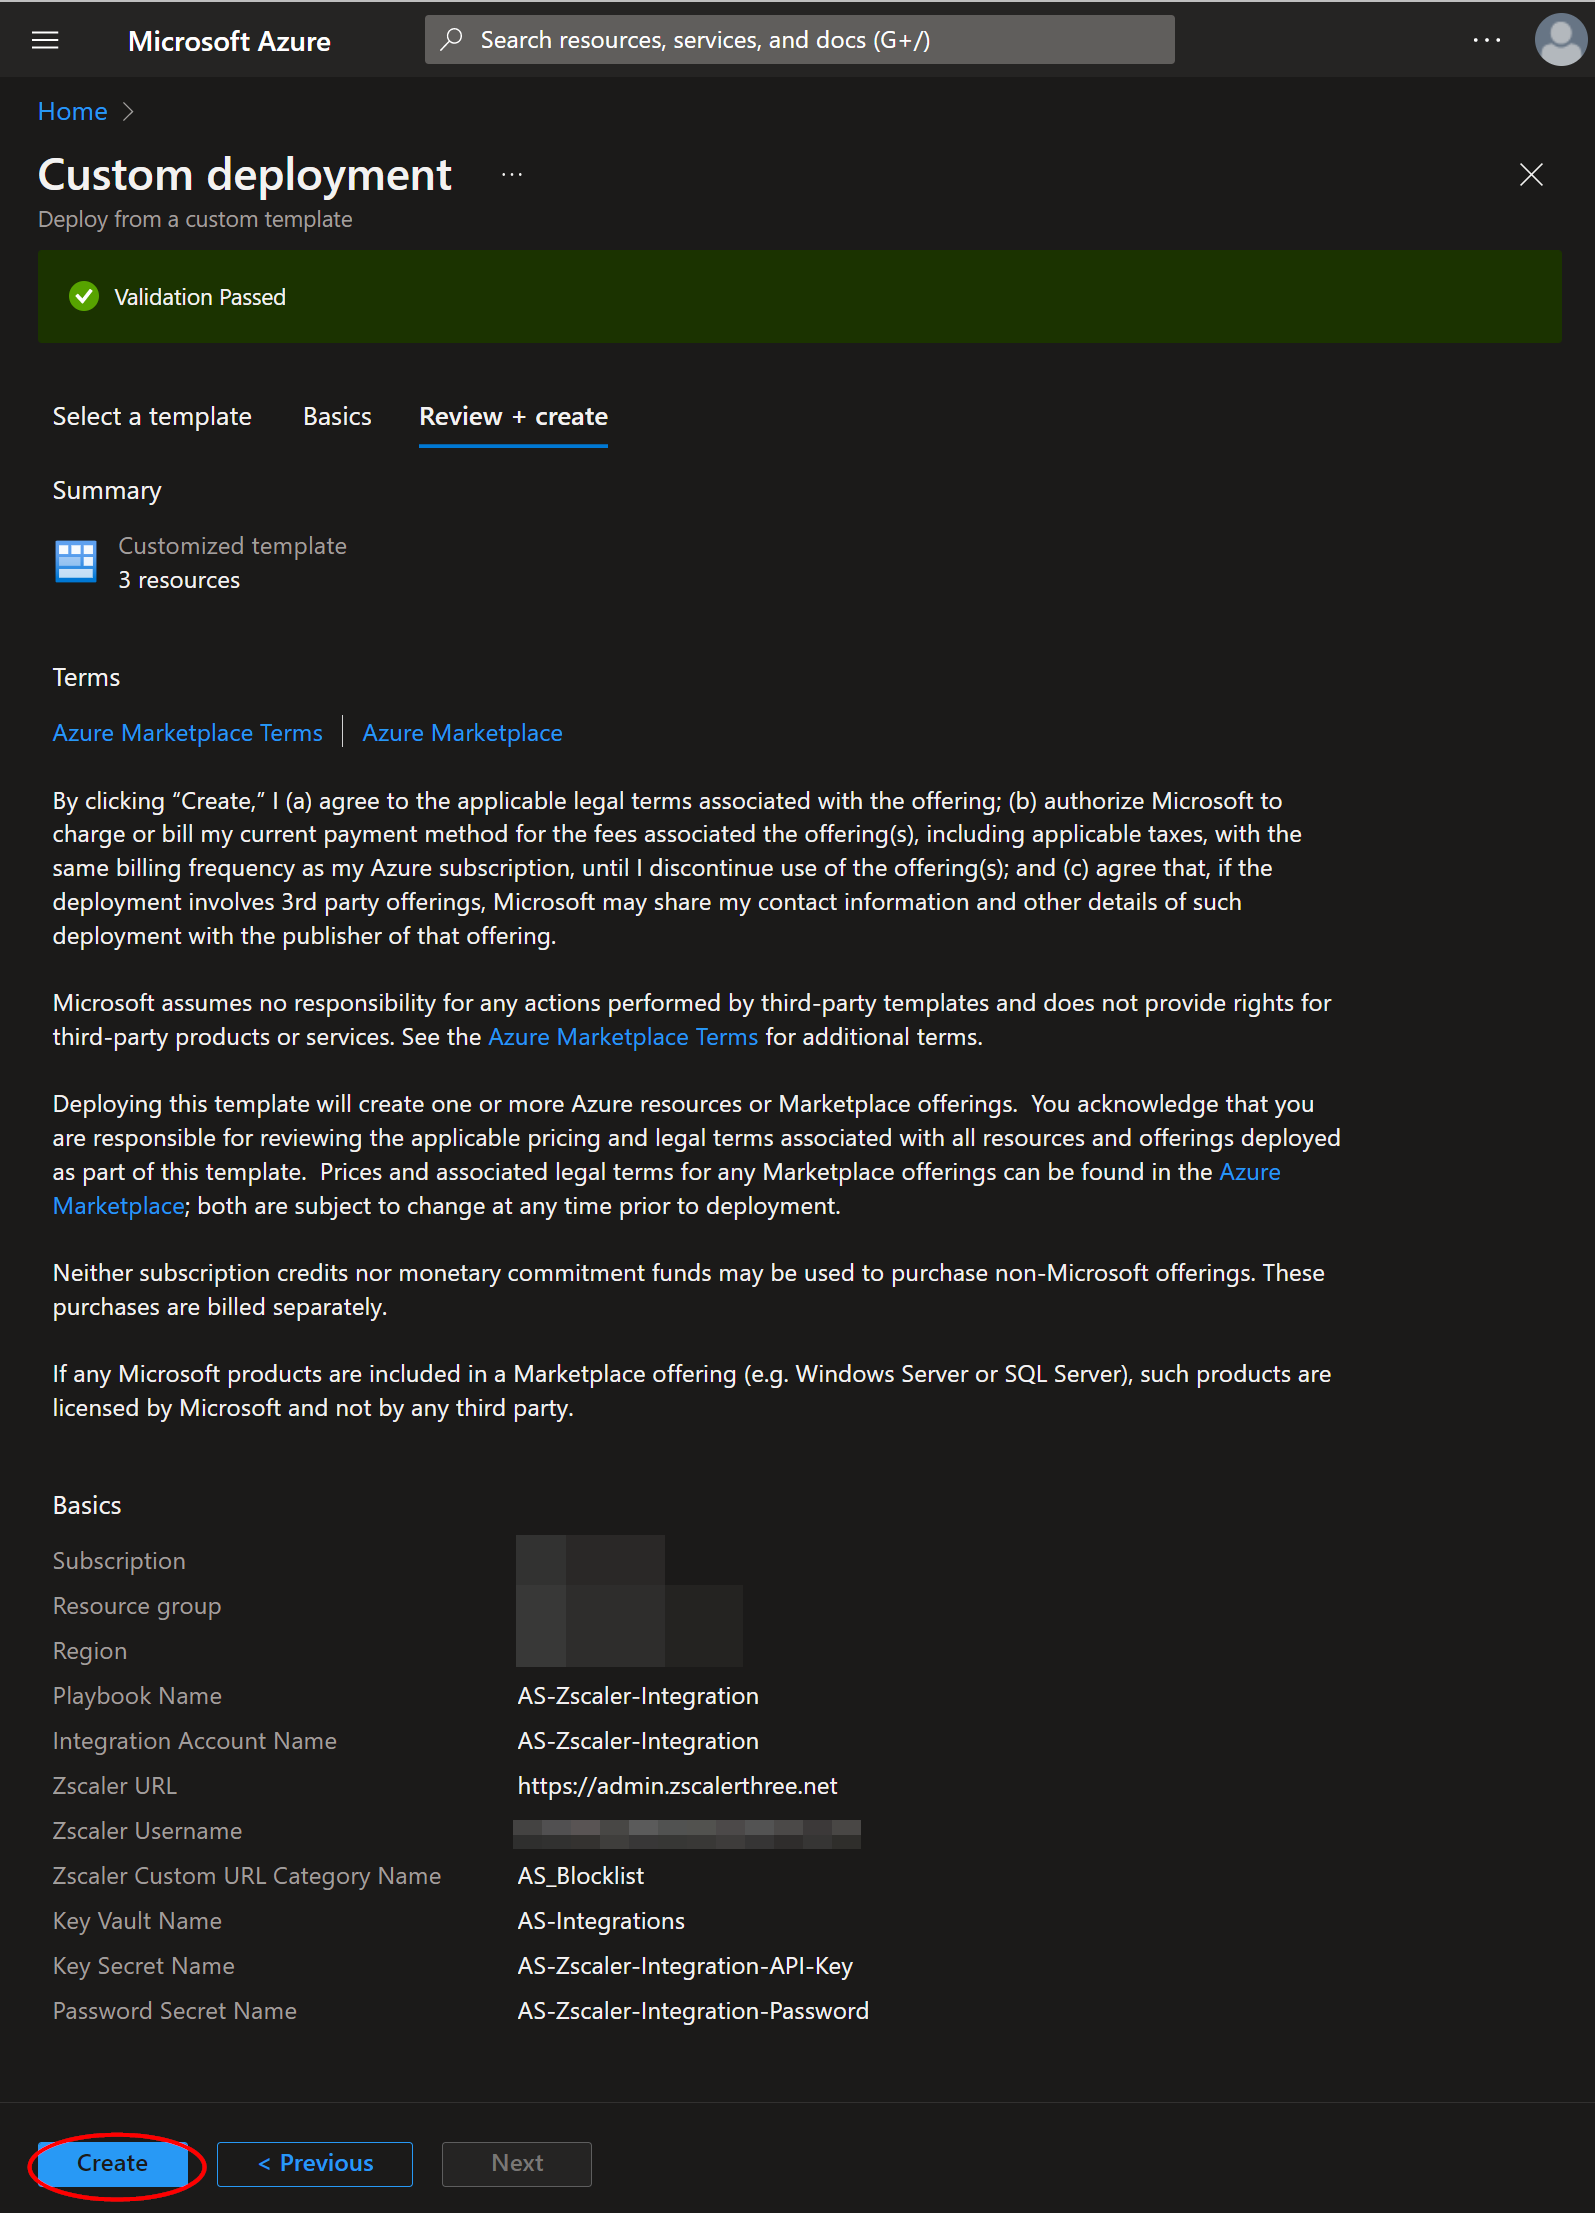 Microsoft Azure
Search resources, services, and docs (G+/)
Home
Custom deployment
Deploy from a custom template
Validation Passed
Select a template Basics Review + create
Summary
Customized template
3 resources
Terms
Azure Marketplace Terms Azure Marketplace
By clicking “Create,” I (a) agree to the applicable legal terms associated with the offering; (b) authorize Microsoft to
charge or bill my current payment method for the fees associated the offering(s), including applicable taxes, with the
same billing frequency as my Azure subscription, until I discontinue use of the offering(s); and (c) agree that, if the
deployment involves 3rd party offerings, Microsoft may share my contact information and other details of such
deployment with the publisher of that offering.
Microsoft assumes no responsibility for any actions performed by third-party templates and does not provide rights for
third-party products or services. See the Azure Marketplace Terms for additional terms.
Deploying this template will create one or more Azure resources or Marketplace offerings. You acknowledge that you
are responsible for reviewing the applicable pricing and legal terms associated with all resources and offerings deployed
as part of this template. Prices and associated legal terms for any Marketplace offerings can be found in the Azure
Marketplace; both are subject to change at any time prior to deployment.
Neither subscription credits nor monetary commitment funds may be used to purchase non-Microsoft offerings. These
purchases are billed separately.
If any Microsoft products are included in a Marketplace offering (e.g. Windows Server or SQL Server), such products are
licensed by Microsoft and not by any third party.
Basics
Subscription
Resource group
Region
Playbook Name AS-Zscaler-Integration
Integration Account Name AS-Zscaler-Integration
Zscaler URL https://admin.zscalerthree.net
Zscaler Username
Zscaler Custom URL Category Name AS_Blocklist
Key Vault Name AS-Integrations
Key Secret Name AS-Zscaler-Integration-API-Key
Password Secret Name AS-Zscaler-Integration-Password
Create < Previous Next